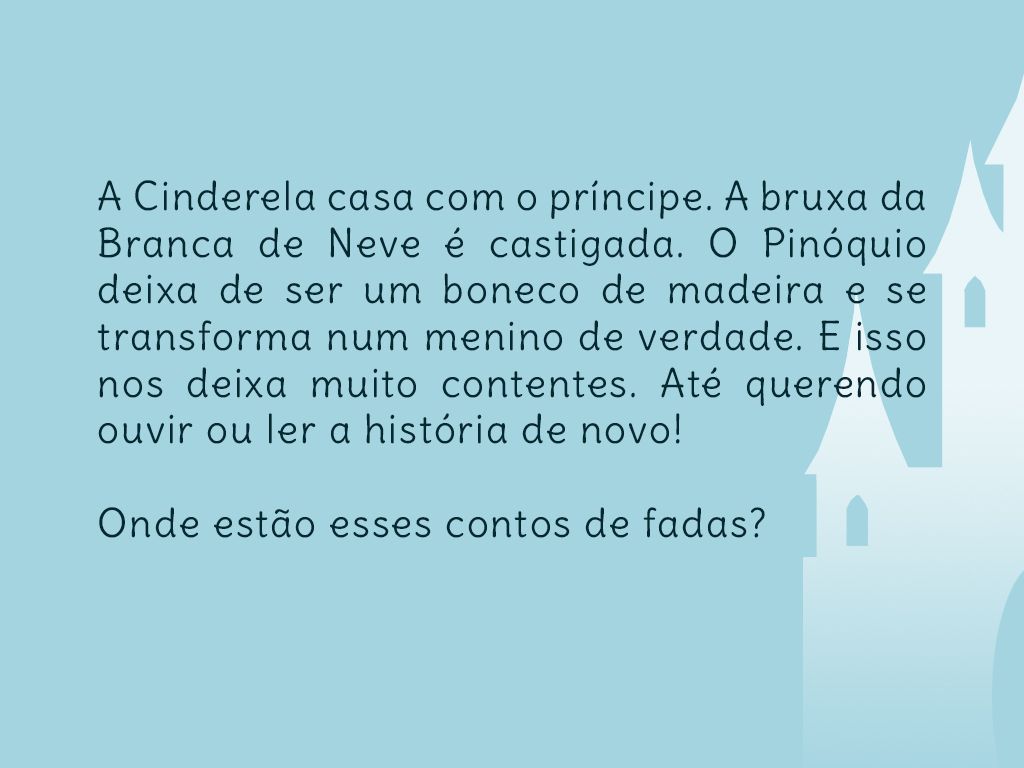 A Cinderela casa com o príncipe. A bruxa da
Branca de Neve é castigada. O Pinóquio
deixa de ser um boneco de madeira e se
transforma num menino de verdade. E isso
nos deixa muito contentes. Até querendo
ouvir ou ler a história de novo!
Onde estão esses contos de fadas?